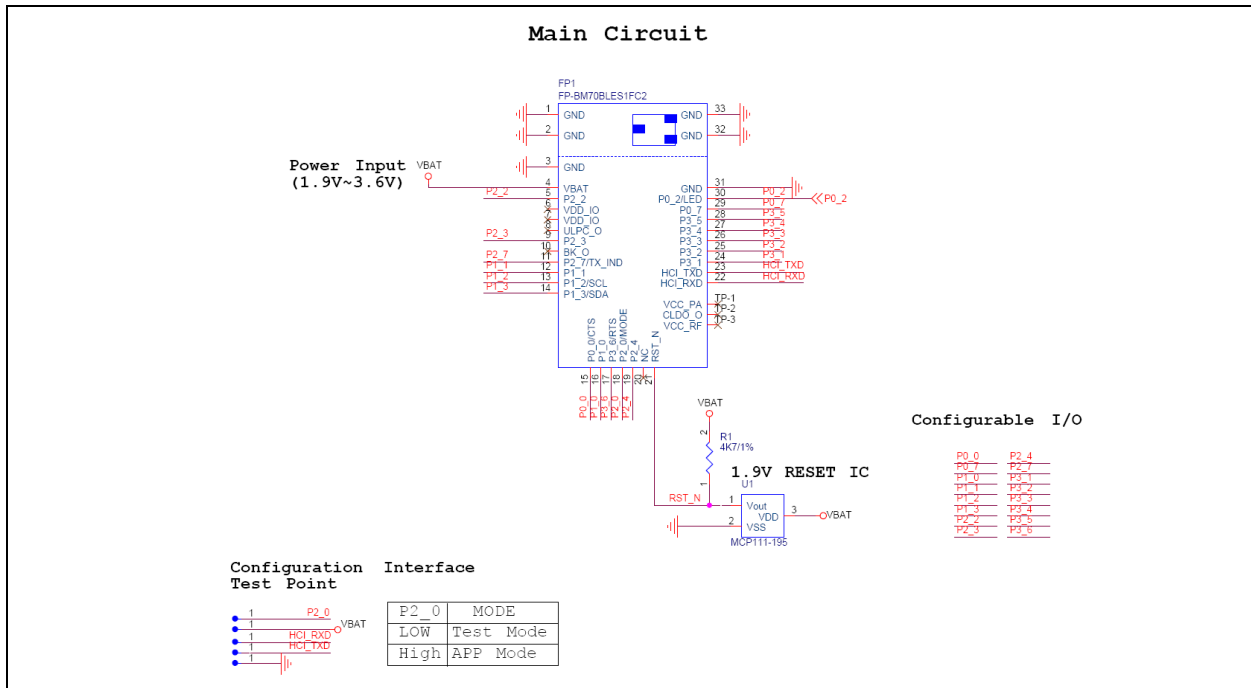 Main Circuit
FP1
FP-BM70BLES1FC2
1 GND GND 33
2 GND GND 32
3 GND
Power Input VBAT
(1.9V~3.6V)
4 VBAT GND 31
P2_2 5 P2_2 P0_2/LED 30 P0_2 P0_2
6 VDD_IO P0_7 29 P0_7
7 VDD_IO P3_5 28 P3_5
8 ULPC_O P3_4 27 P3_4
P2_3 9 P2_3 P3_3 26 P3_3
10 BK_O P3_2 25 P3_2
P2_7 11 P2_7/TX_IND P3_1 24 P3_1
P1_1 12 P1_1 HCI_TXD 23 HCI_TXD
P1_2 13 P1_2/SCL HCI_RXD 22 HCI_RXD
P1_3 14 P1_3/SDA
VCC_PA TP-1
CLDO_O TP-2
VCC_RF TP-3
P0_0/CTS P1_0 P3_6/RTS P2_0/MODE P2_4 NC RST_N
15 16 17 18 19 20 21
P0_0 P1_0 P3_6 P2_0 P2_4
VBAT
2
R1
4K7/1%
1
1.9V RESET IC
U1
RST_N 1 Vout
VDD 3 VBAT
2 VSS
MCP111-195
Configurable I/O
P0_0 P2_4
P0_7 P2_7
P1_0 P3_1
P1_1 P3_2
P1_2 P3_3
P1_3 P3_4
P2_2 P3_5
P2_3 P3_6
Configuration Interface
Test Point
1 P2_0
1 VBAT
1 HCI_RXD
1 HCI_TXD
1
P2_0 MODE
LOW Test Mode
High APP Mode